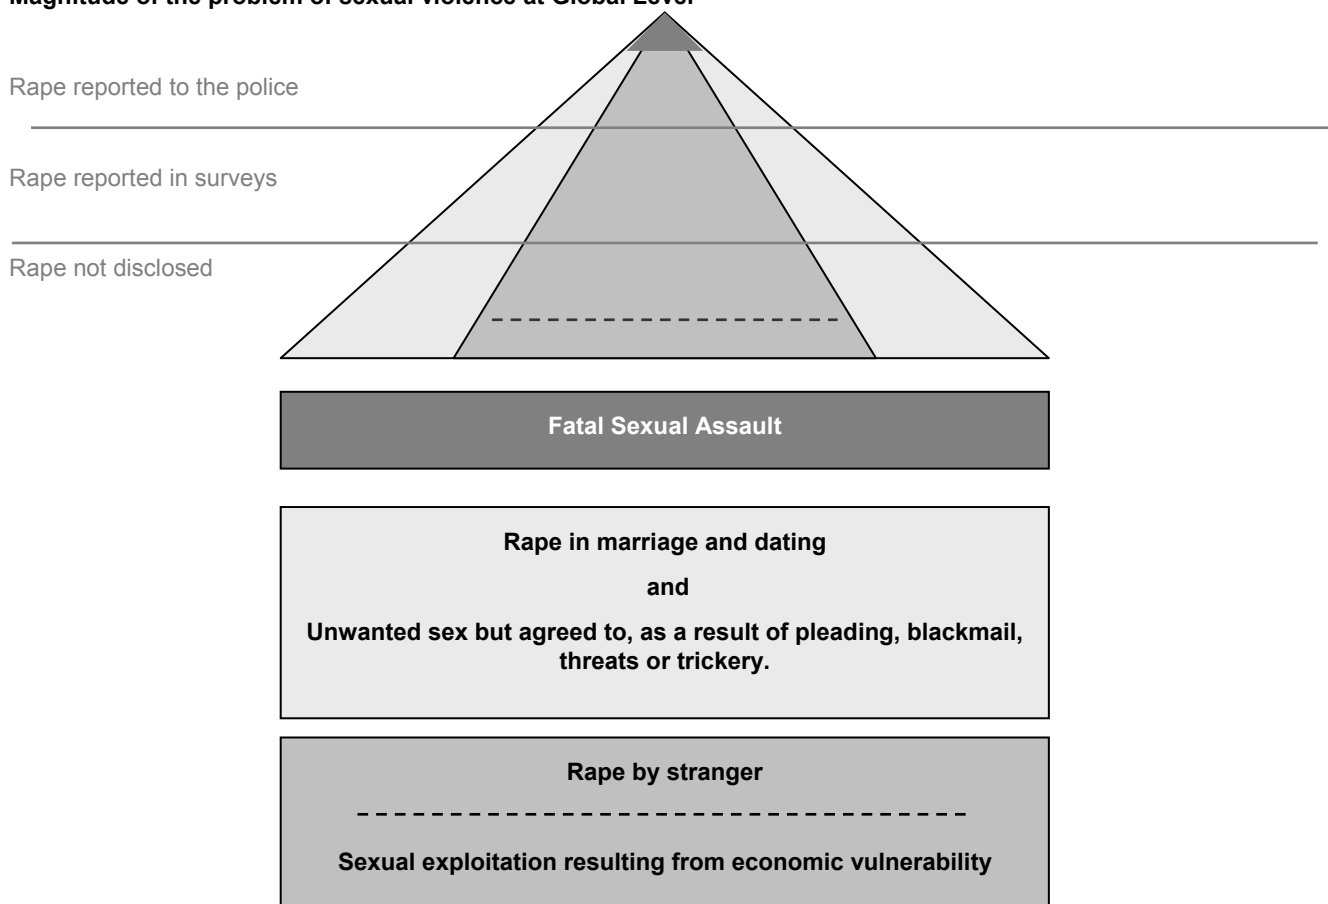 Magnitude of the problem of sexual violence at Global Level
Rape reported to the police
Rape reported in surveys
Rape not disclosed
Fatal Sexual Assault
Rape in marriage and dating
and
Unwanted sex but agreed to, as a result of pleading, blackmail,
threats or trickery.
Rape by stranger
Sexual exploitation resulting from economic vulnerability